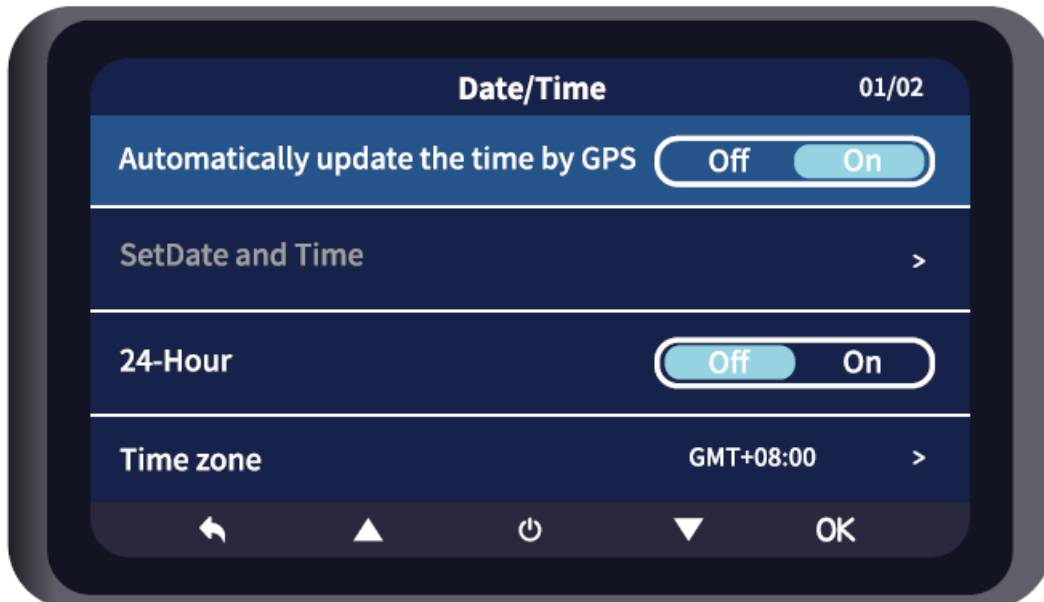 Date/Time 01/02
Automatically update the time by GPS Off On
SetDate and Time >
24-Hour Off On
Time zone GMT+08:00 >
OK